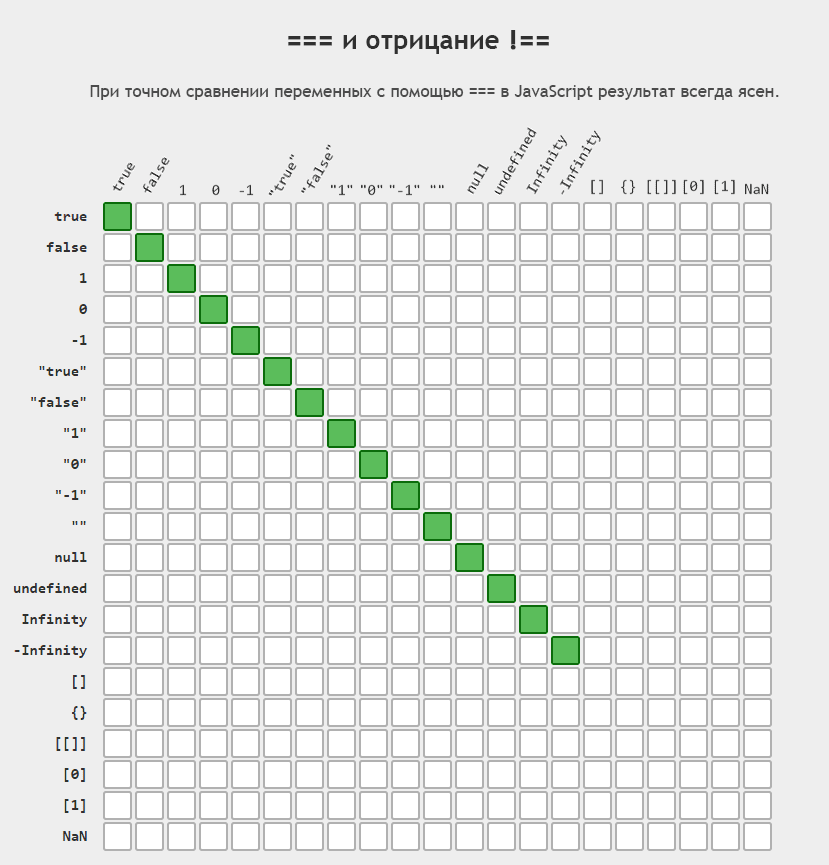 === и отрицание !==
При точном сравнении переменных с помощью === в JavaScript результат всегда ясен.
true false 1 0 -1 "true" "false" "1" "0" "-1" "" null undefined Infinity -Infinity [] {} [[]] [0] [1] NaN
true
false
1
0
-1
"true"
"false"
"1"
"0"
"-1"
""
null
undefined
Infinity
-Infinity
[]
{}
[[]]
[0]
[1]
NaN